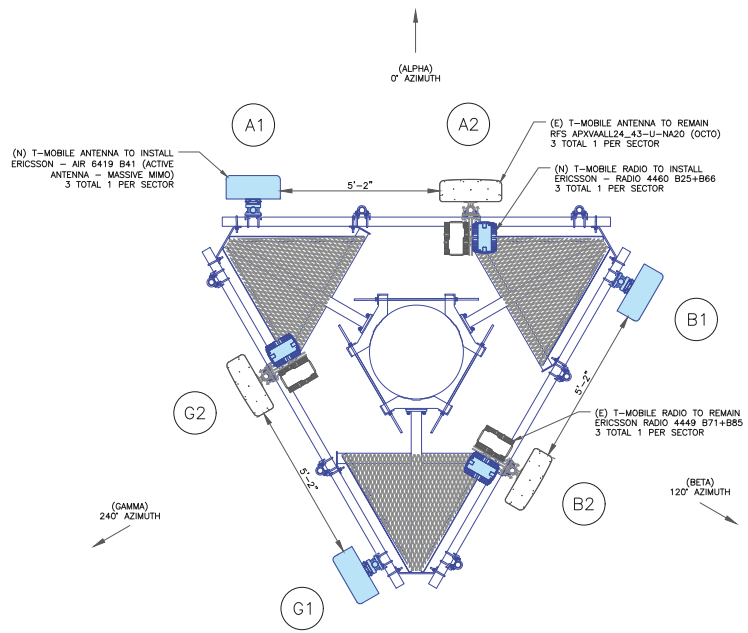 (ALPHA)
0° AZIMUTH
A1
A2
(N) T-MOBILE ANTENNA TO INSTALL
ERICSSON - AIR 6419 B41 (ACTIVE
ANTENNA - MASSIVE MIMO)
3 TOTAL 1 PER SECTOR
(E) T-MOBILE ANTENNA TO REMAIN
RFS APXVAALL24_43-U-NA20 (OCTO)
3 TOTAL 1 PER SECTOR
(N) T-MOBILE RADIO TO INSTALL
ERICSSON - RADIO 4460 B25+B66
3 TOTAL 1 PER SECTOR
5'-2"
B1
5'-2"
G2
(E) T-MOBILE RADIO TO REMAIN
ERICSSON RADIO 4449 B71+B85
3 TOTAL 1 PER SECTOR
5'-2"
(GAMMA)
240° AZIMUTH
B2
(BETA)
120° AZIMUTH
G1